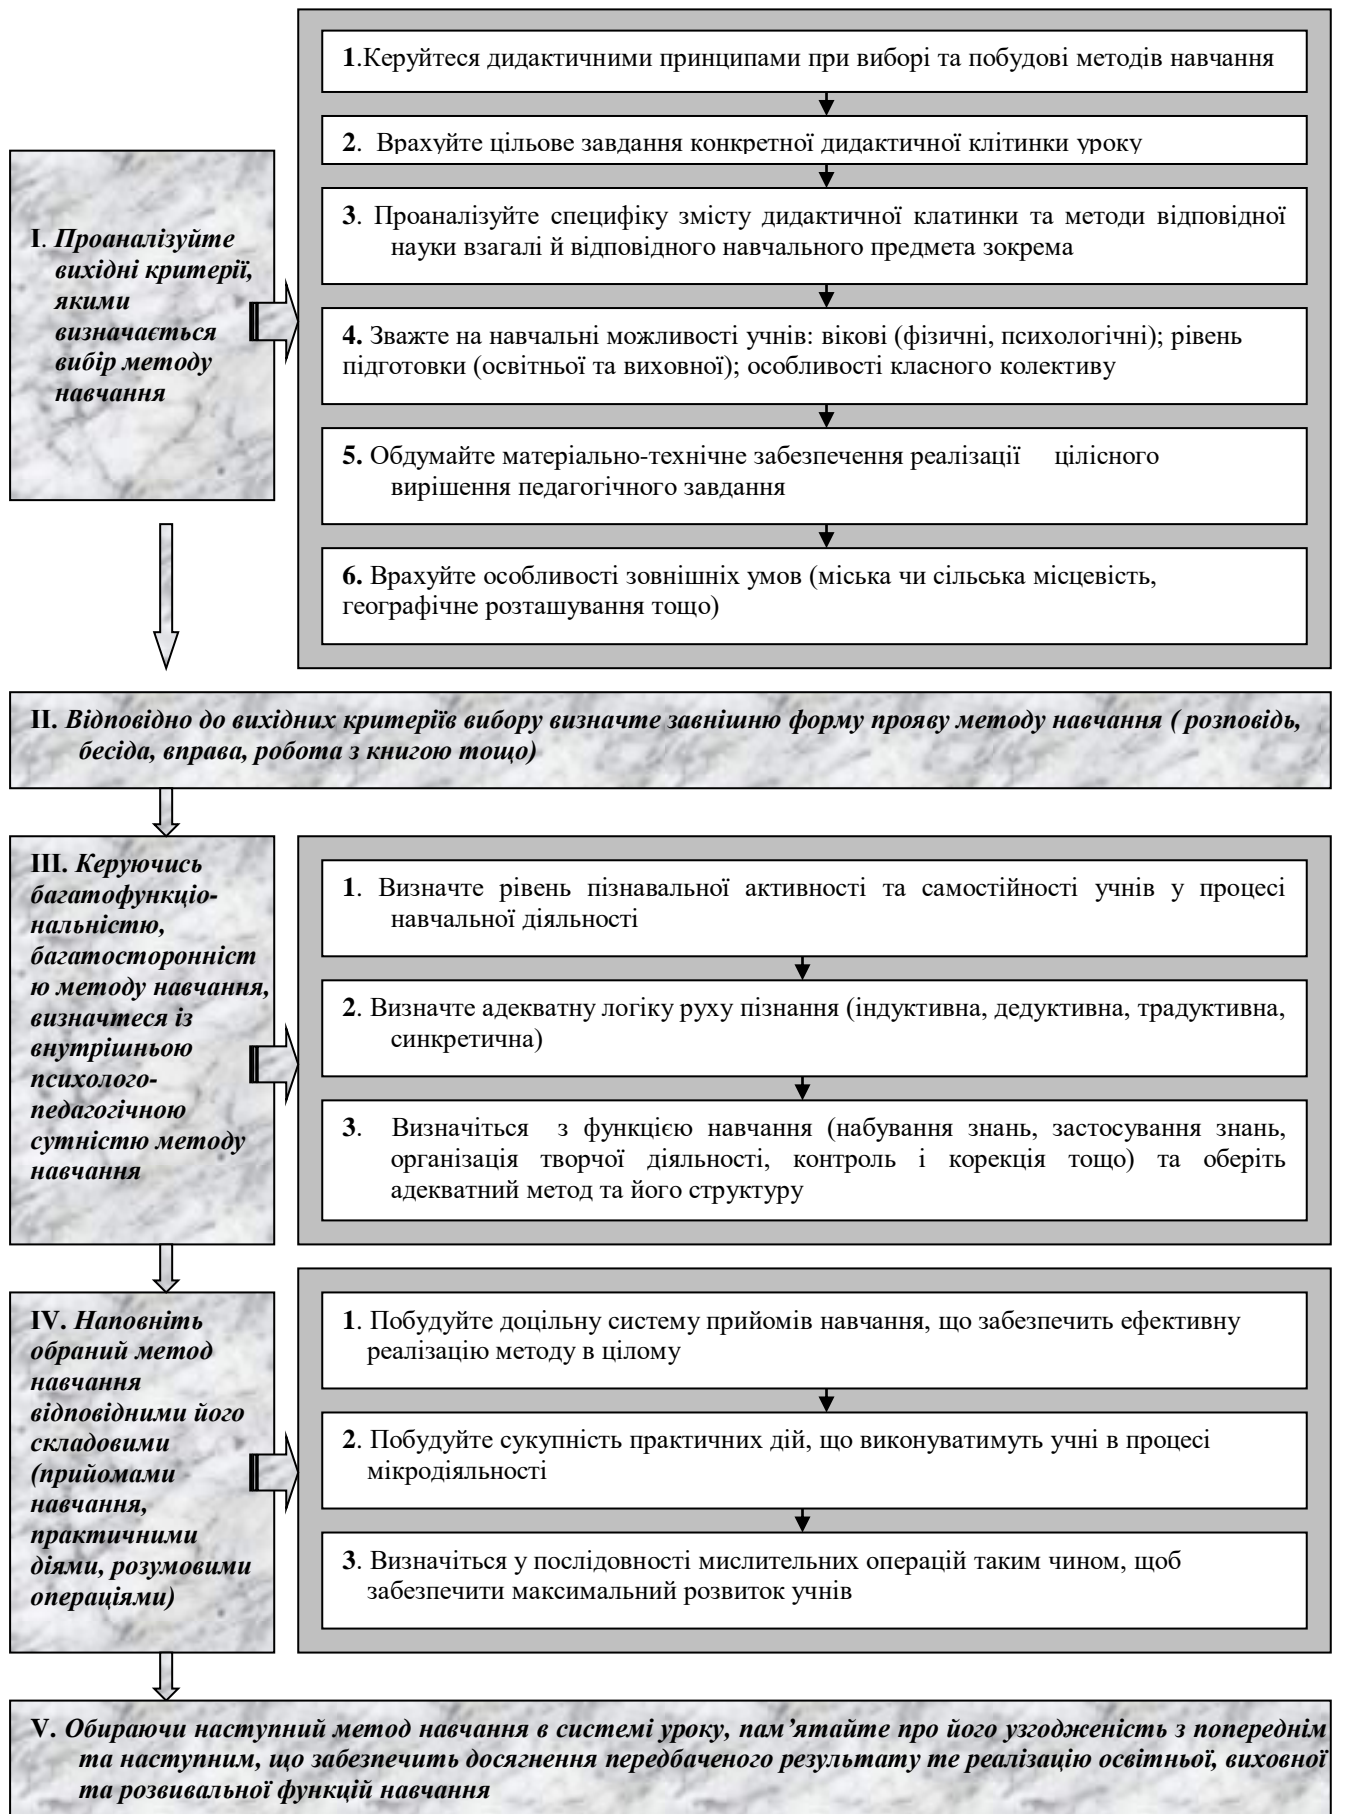 I. Проаналізуйте
вихідні критерії,
якими
визначається
вибір методу
навчання
1.Керуйтеся дидактичними принципами при виборі та побудові методів навчання
2. Врахуйте цільове завдання конкретної дидактичної клітинки уроку
3. Проаналізуйте специфіку змісту дидактичної клатинки та методи відповідної
науки взагалі й відповідного навчального предмета зокрема
4. Зважте на навчальні можливості учнів: вікові (фізичні, психологічні); рівень
підготовки (освітньої та виховної); особливості класного колективу
5. Обдумайте матеріально-технічне забезпечення реалізації цілісного
вирішення педагогічного завдання
6. Врахуйте особливості зовнішніх умов (міська чи сільська місцевість,
географічне розташування тощо)
II. Відповідно до вихідних критеріїв вибору визначте завнішню форму прояву методу навчання ( розповідь,
бесіда, вправа, робота з книгою тощо)
III. Керуючись
багатофункціо-
нальністю,
багатосторонніст
ю методу навчання,
визначтеся із
внутрішньою
психолого-
педагогічною
сутністю методу
навчання
1. Визначте рівень пізнавальної активності та самостійності учнів у процесі
навчальної діяльності
2. Визначте адекватну логіку руху пізнання (індуктивна, дедуктивна, традуктивна,
синкретична)
3. Визначіться з функцією навчання (набування знань, застосування знань,
організація творчої діяльності, контроль і корекція тощо) та оберіть
адекватний метод та його структуру
IV. Наповніть
обраний метод
навчання
відповідними його
складовими
(прийомами
навчання,
практичними
діями, розумовими
операціями)
1. Побудуйте доцільну систему прийомів навчання, що забезпечить ефективну
реалізацію методу в цілому
2. Побудуйте сукупність практичних дій, що виконуватимуть учні в процесі
мікродіяльності
3. Визначіться у послідовності мислительних операцій таким чином, щоб
забезпечити максимальний розвиток учнів
V. Обираючи наступний метод навчання в системі уроку, пам’ятайте про його узгодженість з попереднім
та наступним, що забезпечить досягнення передбаченого результату те реалізацію освітньої, виховної
та розвивальної функцій навчання